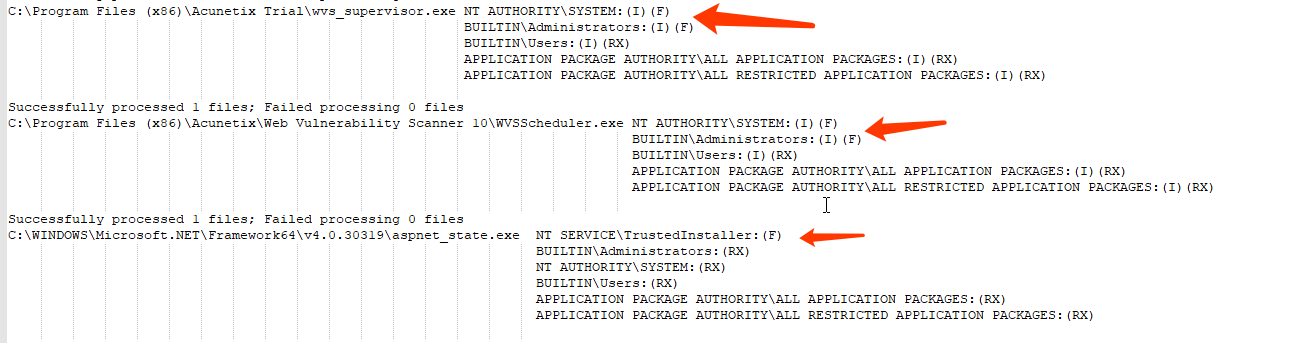 C:\Program Files (x86)\Acunetix Trial\wvs_supervisor.exe NT AUTHORITY\SYSTEM:(I)(F)
BUILTIN\Administrators:(I)(F)
BUILTIN\Users:(I)(RX)
APPLICATION PACKAGE AUTHORITY\ALL APPLICATION PACKAGES:(I)(RX)
APPLICATION PACKAGE AUTHORITY\ALL RESTRICTED APPLICATION PACKAGES:(I)(RX)
Successfully processed 1 files; Failed processing 0 files
C:\Program Files (x86)\Acunetix\Web Vulnerability Scanner 10\WVSScheduler.exe NT AUTHORITY\SYSTEM:(I)(F)
BUILTIN\Administrators:(I)(F)
BUILTIN\Users:(I)(RX)
APPLICATION PACKAGE AUTHORITY\ALL APPLICATION PACKAGES:(I)(RX)
APPLICATION PACKAGE AUTHORITY\ALL RESTRICTED APPLICATION PACKAGES:(I)(RX)
Successfully processed 1 files; Failed processing 0 files
C:\WINDOWS\Microsoft.NET\Framework64\v4.0.30319\aspnet_state.exe NT SERVICE\TrustedInstaller:(F)
BUILTIN\Administrators:(RX)
NT AUTHORITY\SYSTEM:(RX)
BUILTIN\Users:(RX)
APPLICATION PACKAGE AUTHORITY\ALL APPLICATION PACKAGES:(RX)
APPLICATION PACKAGE AUTHORITY\ALL RESTRICTED APPLICATION PACKAGES:(RX)